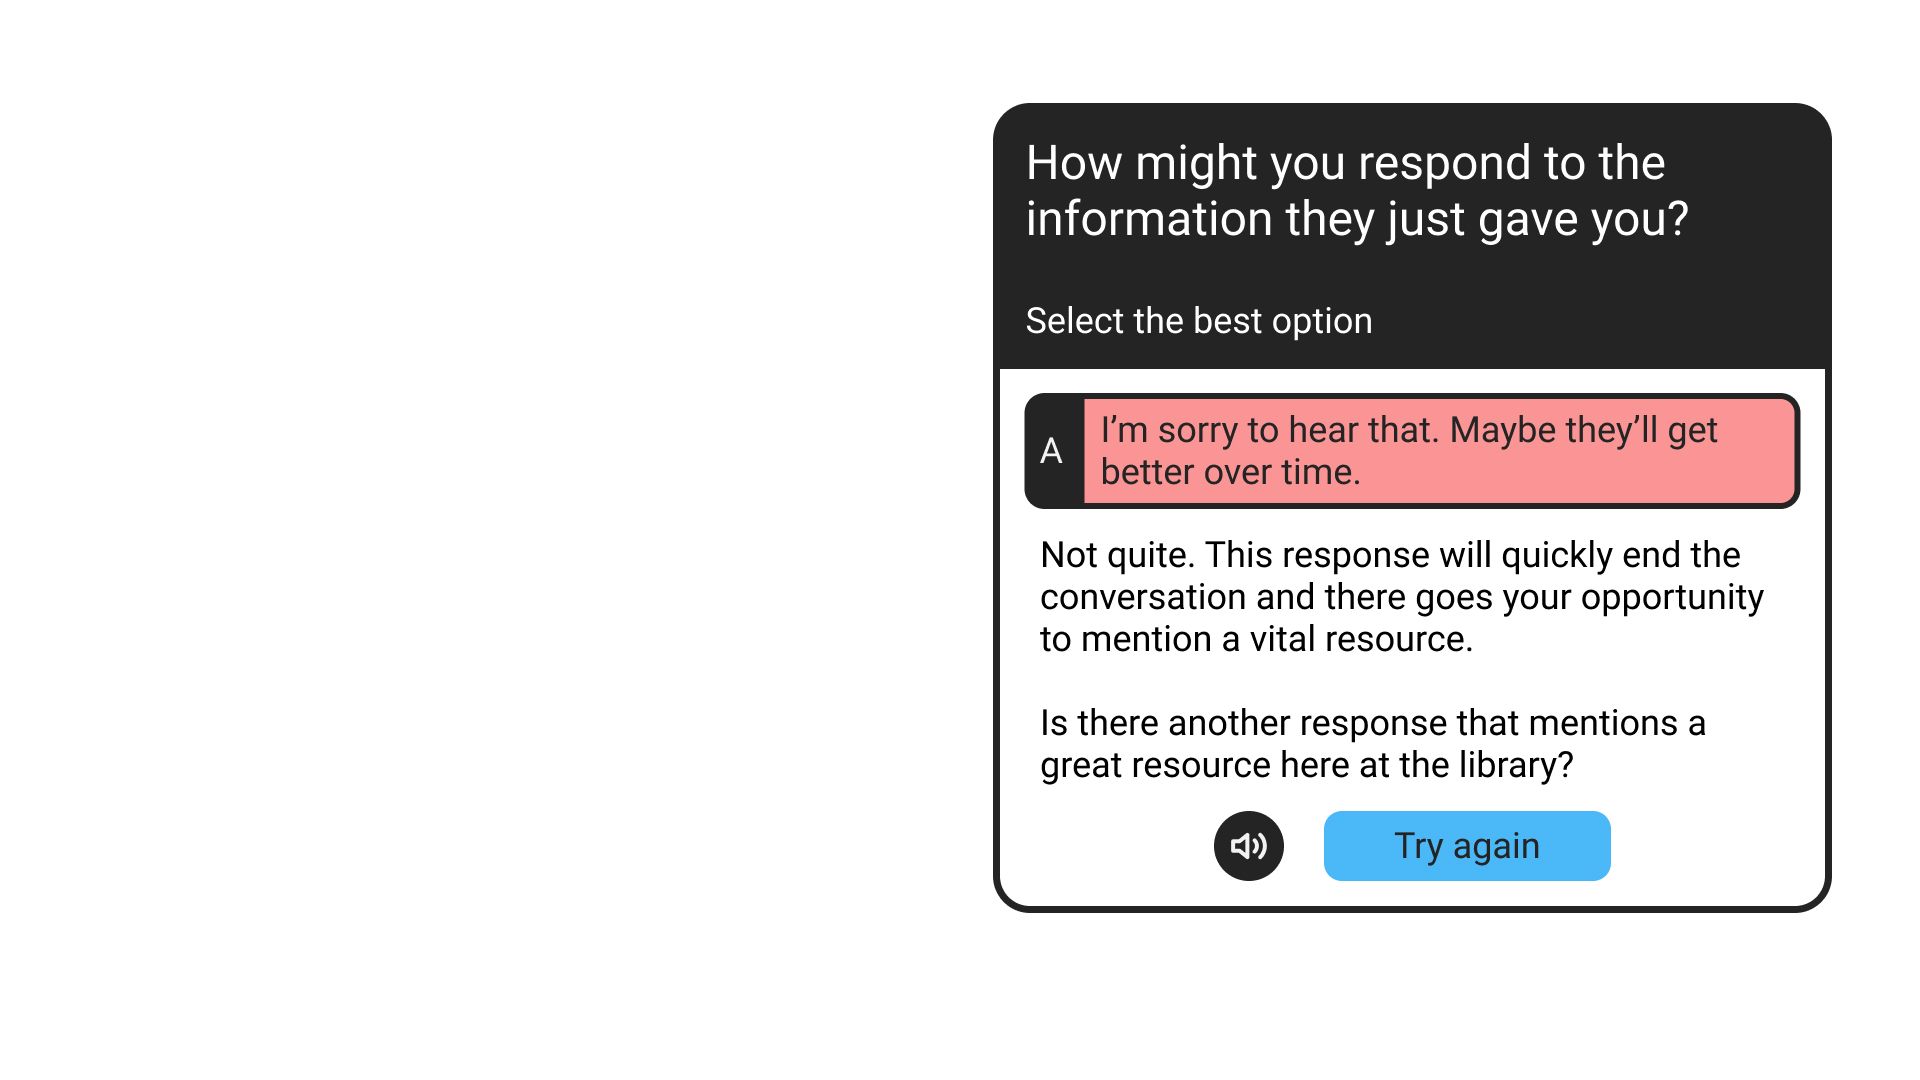 How might you respond to the
information they just gave you?
Select the best option
A
I’m sorry to hear that. Maybe they’ll get
better over time.
Not quite. This response will quickly end the
conversation and there goes your opportunity
to mention a vital resource.
Is there another response that mentions a
great resource here at the library?
Try again